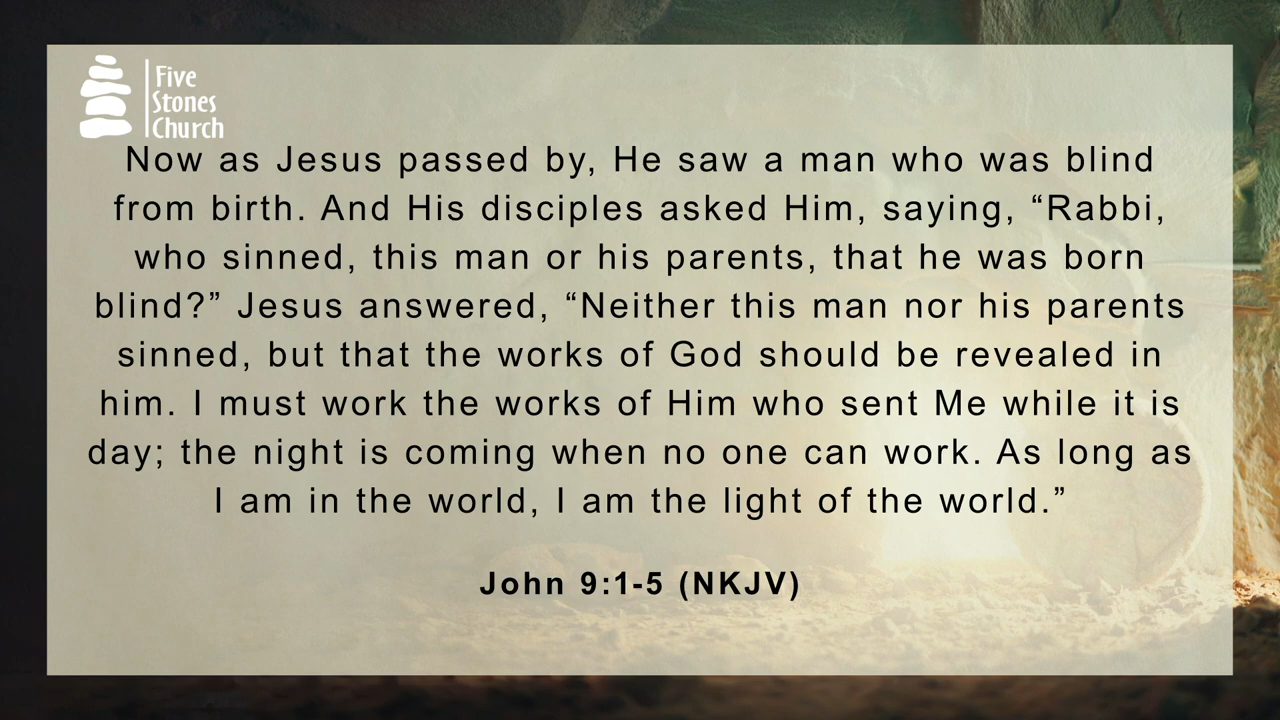 Five
Stones
Church
Now as Jesus passed by, He saw a man who was blind
from birth. And His disciples asked Him, saying, “Rabbi,
who sinned, this man or his parents, that he was born
blind?” Jesus answered, “Neither this man nor his parents
sinned, but that the works of God should be revealed in
him. I must work the works of Him who sent Me while it is
day; the night is coming when no one can work. As long as
I am in the world, I am the light of the world.”
John 9:1-5 (NKJV)